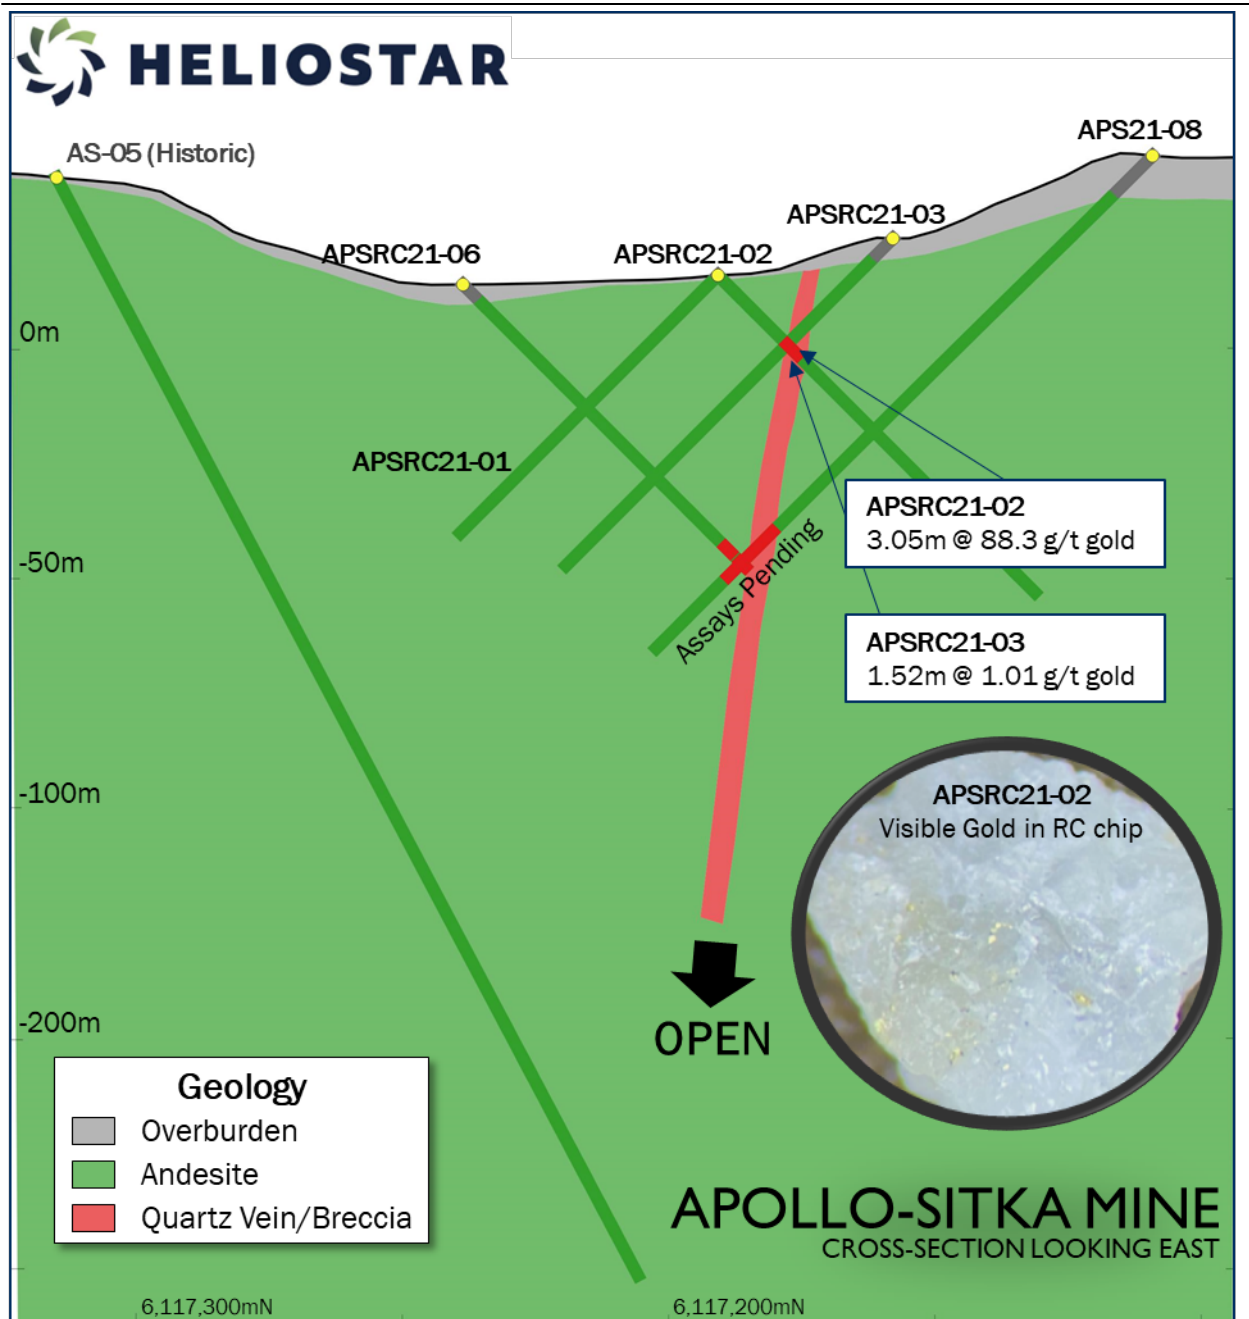 HELIOSTAR
AS-05 (Historic)
APS21-08
APSRC21-03
APSRC21-06
APSRC21-02
0m
APSRC21-01
APSRC21-02
3.05m @ 88.3 g/t gold
Assays Pending
-50m
APSRC21-03
1.52m @ 1.01 g/t gold
-100m
APSRC21-02
Visible Gold in RC chip
-200m
OPEN
Geology
Overburden
Andesite
Quartz Vein/Breccia
APOLLO-SITKA MINE
CROSS-SECTION LOOKING EAST
6,117,300mN
6,117,200mN